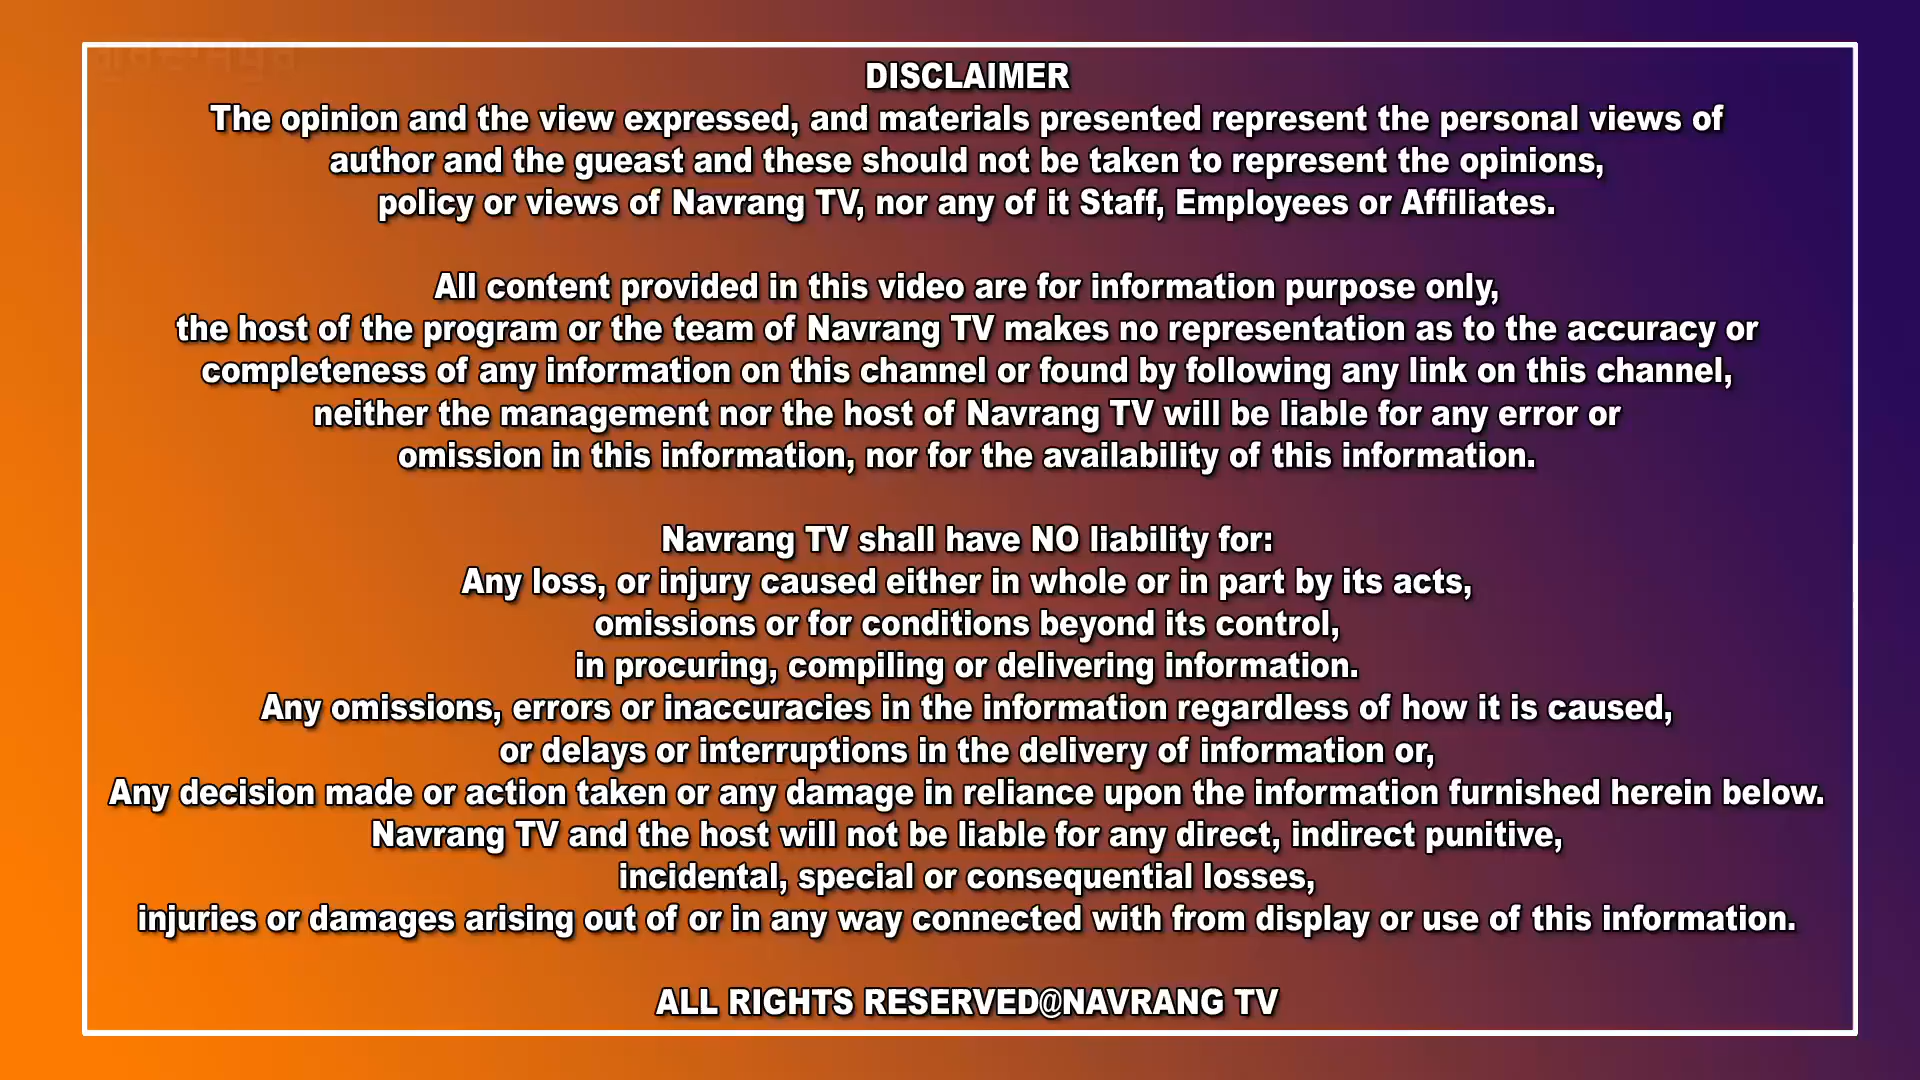 DISCLAIMER
The opinion and the view expressed, and materials presented represent the personal views of
author and the gueast and these should not be taken to represent the opinions,
policy or views of Navrang TV, nor any of it Staff, Employees or Affiliates.
All content provided in this video are for information purpose only,
the host of the program or the team of Navrang TV makes no representation as to the accuracy or
completeness of any information on this channel or found by following any link on this channel,
neither the management nor the host of Navrang TV will be liable for any error or
omission in this information, nor for the availability of this information.
Navrang TV shall have NO liability for:
Any loss, or injury caused either in whole or in part by its acts,
omissions or for conditions beyond its control,
in procuring, compiling or delivering information.
Any omissions, errors or inaccuracies in the information regardless of how it is caused,
or delays or interruptions in the delivery of information or,
Any decision made or action taken or any damage in reliance upon the information furnished herein below.
Navrang TV and the host will not be liable for any direct, indirect punitive,
incidental, special or consequential losses,
injuries or damages arising out of or in any way connected with from display or use of this information.
ALL RIGHTS RESERVED@NAVRANG TV